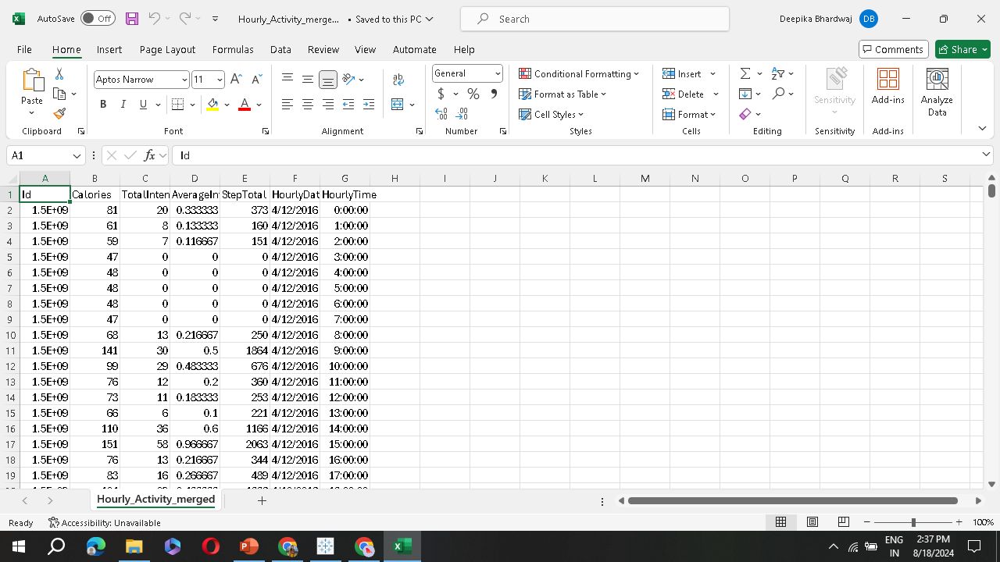 AutoSave Off Hourly_Activity_merge... • Saved to this PC Search Deepika Bhardwaj DB
File Home Insert Page Layout Formulas Data Review View Automate Help Comments Share
Paste Aptos Narrow 11 General Conditional Formatting Insert Sensitivity Add-ins Analyze Data
B I U ab $ % Format as Table Delete
A A Cell Styles Format
Clipboard Font Alignment Number Styles Cells Editing Sensitivity Add-ins
A1 fx Id
A B C D E F G H I J K L M N O P Q R S
1 Id Calories TotalInten AverageInt StepTotal HourlyDat HourlyTime
2 1.5E+09 81 20 0.333333 373 4/12/2016 0:00:00
3 1.5E+09 61 8 0.133333 160 4/12/2016 1:00:00
4 1.5E+09 59 7 0.116667 151 4/12/2016 2:00:00
5 1.5E+09 47 0 0 0 4/12/2016 3:00:00
6 1.5E+09 48 0 0 0 4/12/2016 4:00:00
7 1.5E+09 48 0 0 0 4/12/2016 5:00:00
8 1.5E+09 48 0 0 0 4/12/2016 6:00:00
9 1.5E+09 47 0 0 0 4/12/2016 7:00:00
10 1.5E+09 68 13 0.216667 250 4/12/2016 8:00:00
11 1.5E+09 141 30 0.5 1864 4/12/2016 9:00:00
12 1.5E+09 99 29 0.483333 676 4/12/2016 10:00:00
13 1.5E+09 76 12 0.2 360 4/12/2016 11:00:00
14 1.5E+09 73 11 0.183333 253 4/12/2016 12:00:00
15 1.5E+09 66 6 0.1 221 4/12/2016 13:00:00
16 1.5E+09 110 36 0.6 1166 4/12/2016 14:00:00
17 1.5E+09 151 58 0.966667 2063 4/12/2016 15:00:00
18 1.5E+09 76 13 0.216667 344 4/12/2016 16:00:00
19 1.5E+09 83 16 0.266667 489 4/12/2016 17:00:00
Hourly_Activity_merged
Ready Accessibility: Unavailable 100%
ENG 2:37 PM
IN 8/18/2024